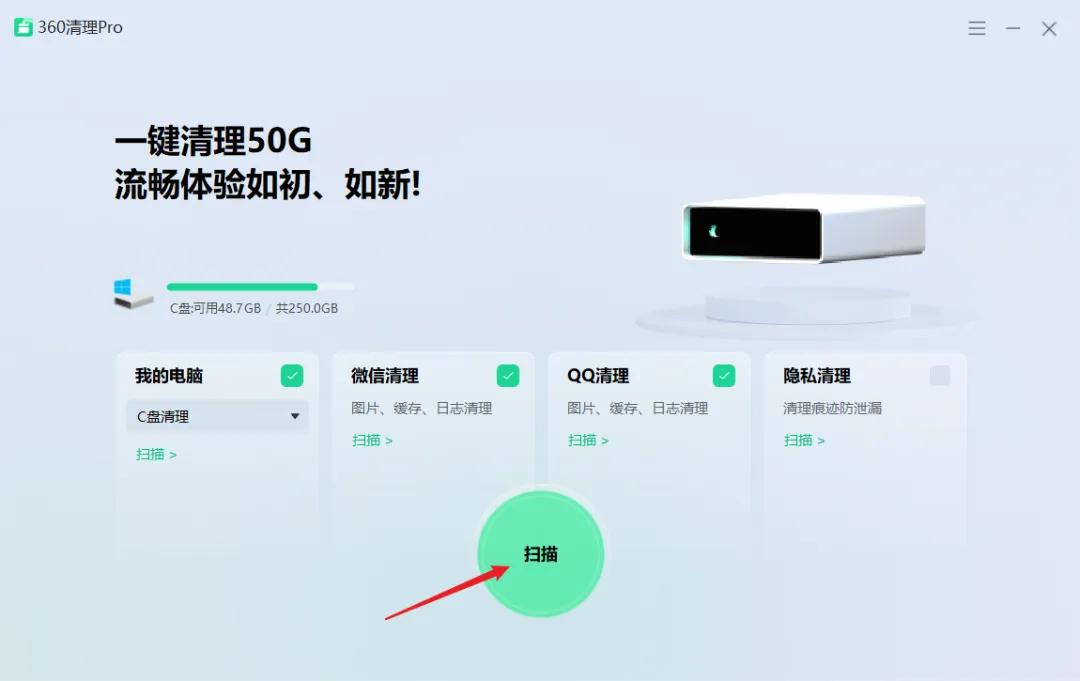 360清理Pro
一键清理50G
流畅体验如初、如新!
C盘:可用48.7GB / 共250.0GB
我的电脑
C盘清理
扫描 >
微信清理
图片、缓存、日志清理
扫描 >
QQ清理
图片、缓存、日志清理
扫描 >
隐私清理
清理痕迹防泄漏
扫描 >
扫描